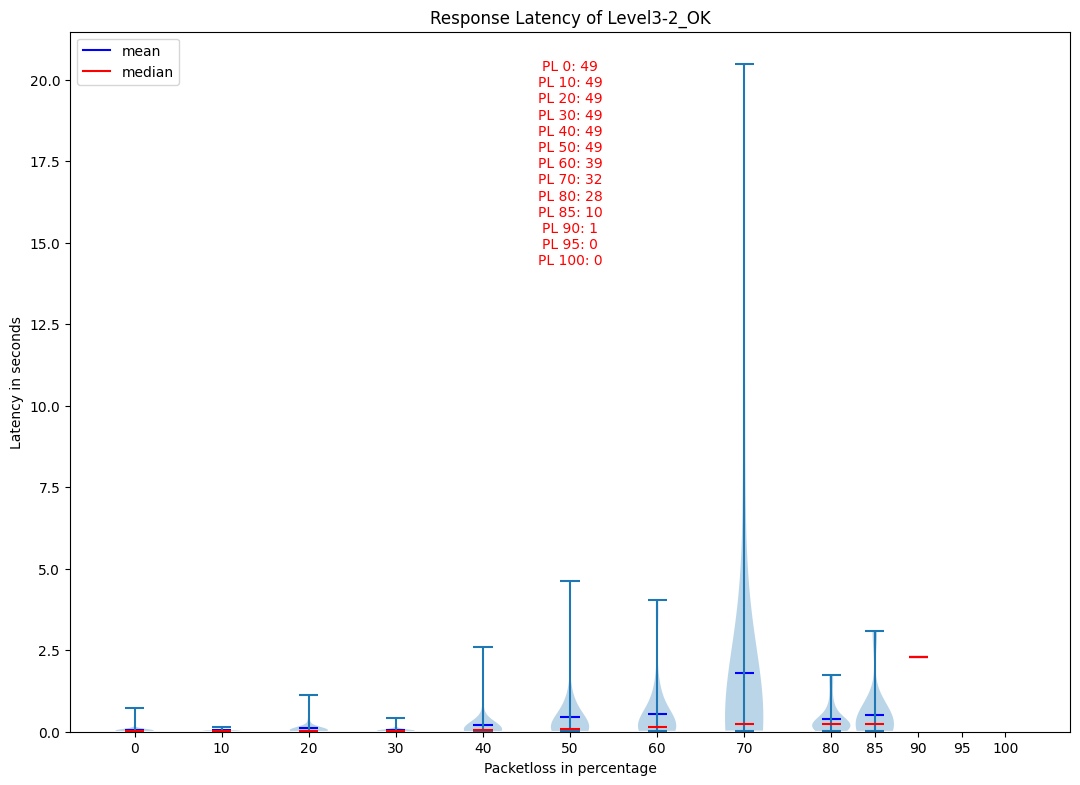 Response Latency of Level3-2_OK
mean
median
PL 0: 49
PL 10: 49
PL 20: 49
PL 30: 49
PL 40: 49
PL 50: 49
PL 60: 39
PL 70: 32
PL 80: 28
PL 85: 10
PL 90: 1
PL 95: 0
PL 100: 0
20.0
17.5
15.0
12.5
10.0
7.5
5.0
2.5
0.0
Latency in seconds
0 10 20 30 40 50 60 70 80 85 90 95 100
Packetloss in percentage